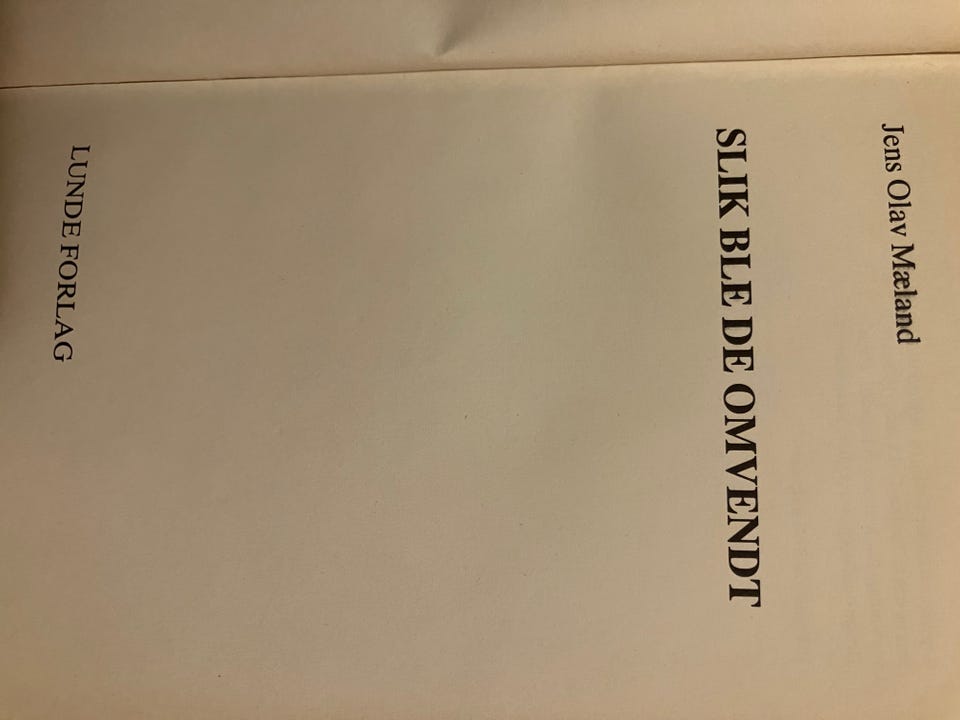 Jens Olav Mæland
SLIK BLE DE OMVENDT
LUNDE FORLAG